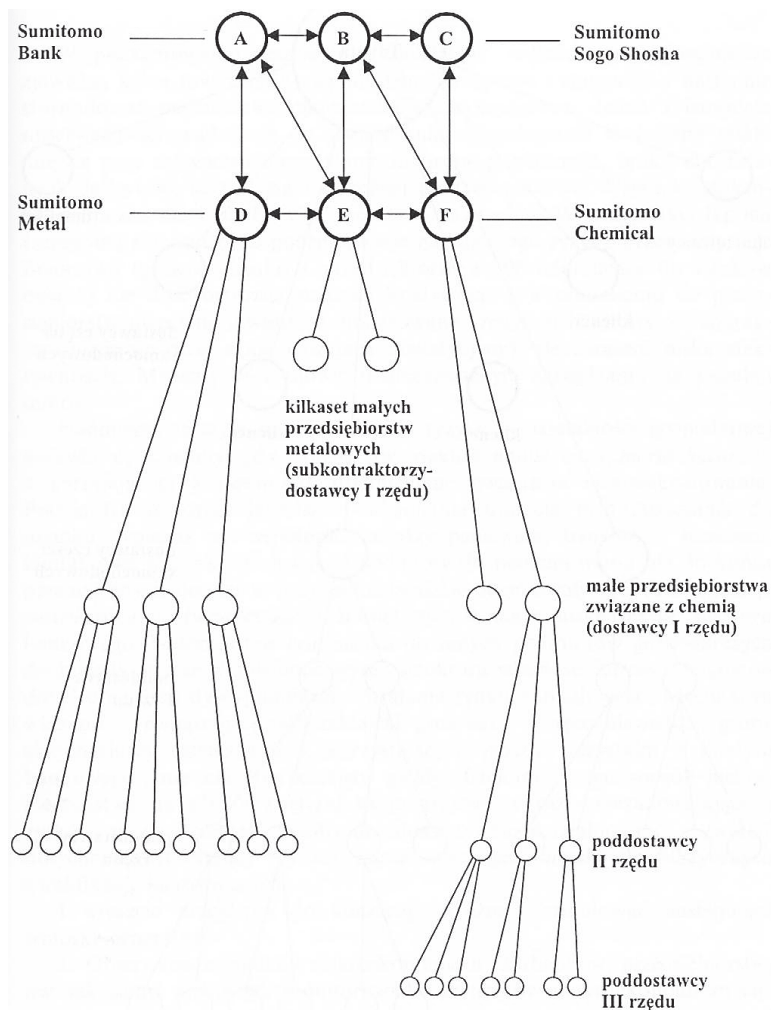 Sumitomo
Bank
A
B
C
Sumitomo
Sogo Shosha
Sumitomo
Metal
D
E
F
Sumitomo
Chemical
kilkaset małych
przedsiębiorstw
metalowych
(subkontraktorzy-
dostawcy I rzędu)
małe przedsiębiorstwa
związane z chemią
(dostawcy I rzędu)
poddostawcy
II rzędu
poddostawcy
III rzędu